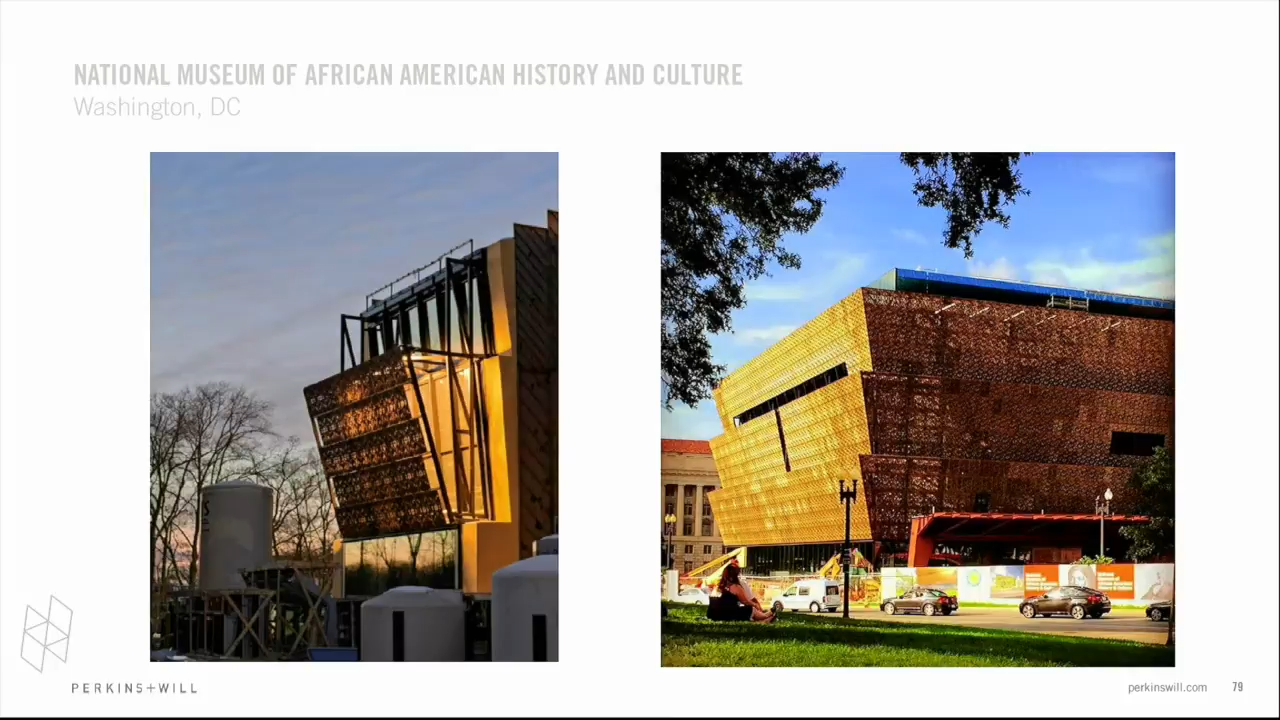 NATIONAL MUSEUM OF AFRICAN AMERICAN HISTORY AND CULTURE
Washington, DC
PERKINS+WILL
perkinswill.com
79